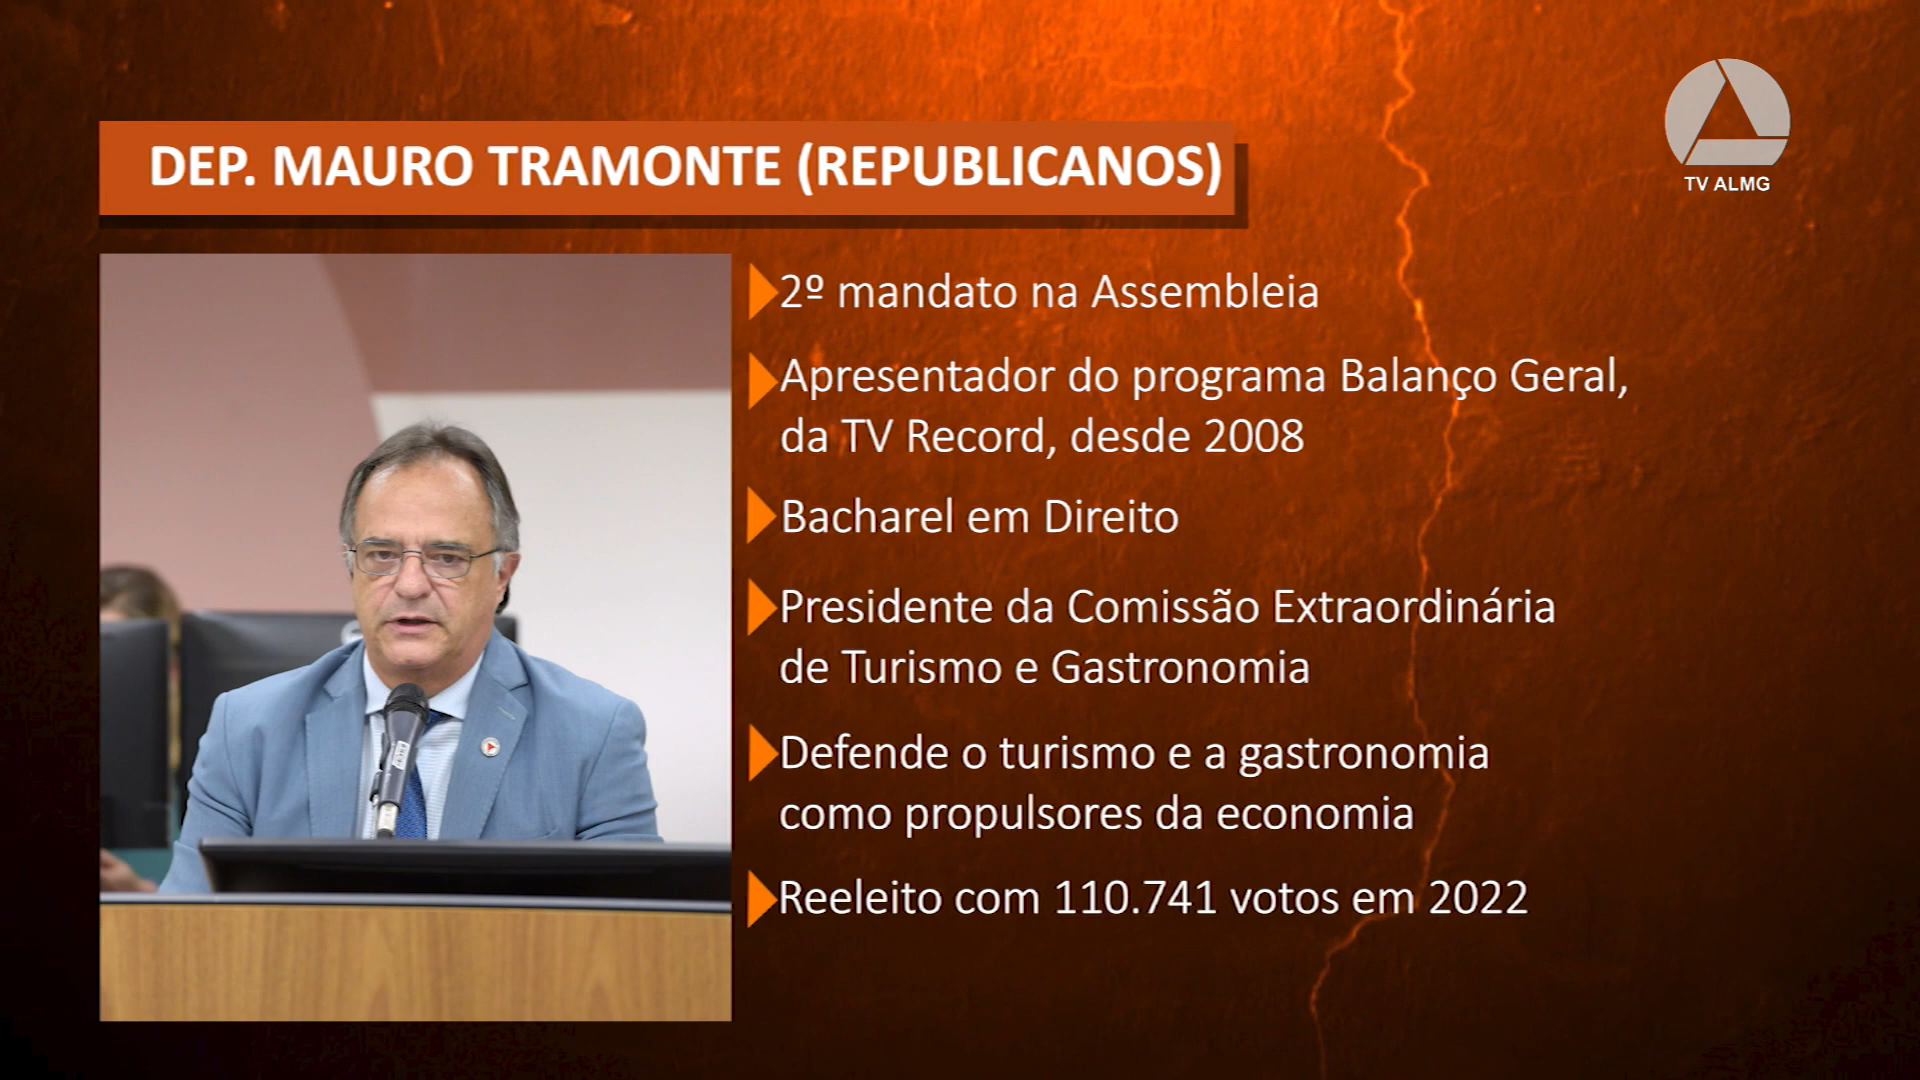 DEP. MAURO TRAMONTE (REPUBLICANOS)
TV ALMG
2º mandato na Assembleia
Apresentador do programa Balanço Geral,
da TV Record, desde 2008
Bacharel em Direito
Presidente da Comissão Extraordinária
de Turismo e Gastronomia
Defende o turismo e a gastronomia
como propulsores da economia
Reeleito com 110.741 votos em 2022